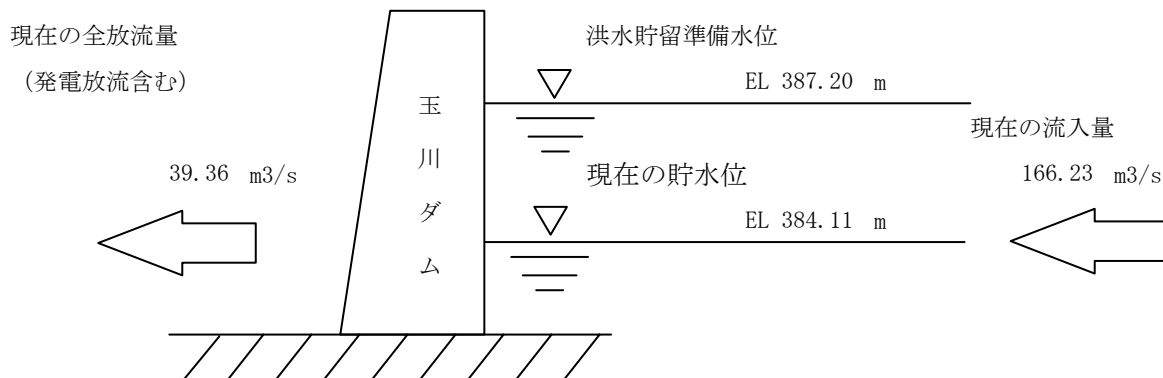 現在の全放流量
（発電放流含む）
39.36 m3/s
玉川ダム
洪水貯留準備水位
EL 387.20 m
現在の貯水位
EL 384.11 m
現在の流入量
166.23 m3/s